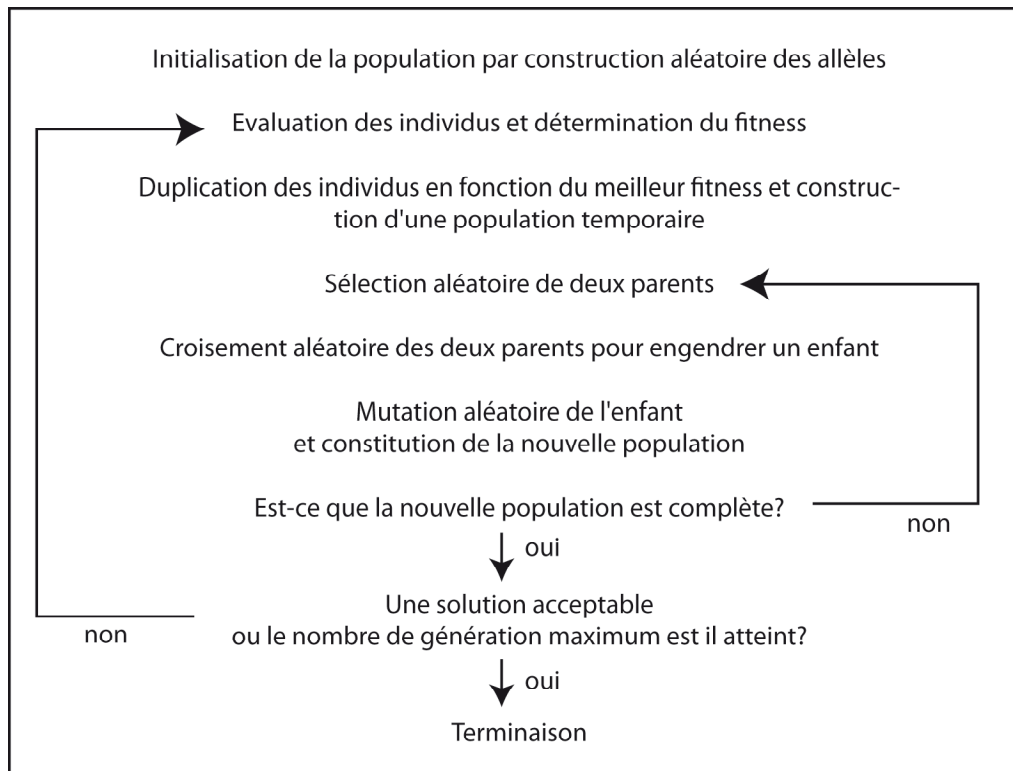 Initialisation de la population par construction aléatoire des allèles
Evaluation des individus et détermination du fitness
Duplication des individus en fonction du meilleur fitness et construc-
tion d'une population temporaire
Sélection aléatoire de deux parents
Croisement aléatoire des deux parents pour engendrer un enfant
Mutation aléatoire de l'enfant
et constitution de la nouvelle population
Est-ce que la nouvelle population est complète?
non
oui
Une solution acceptable
ou le nombre de génération maximum est il atteint?
non
oui
Terminaison